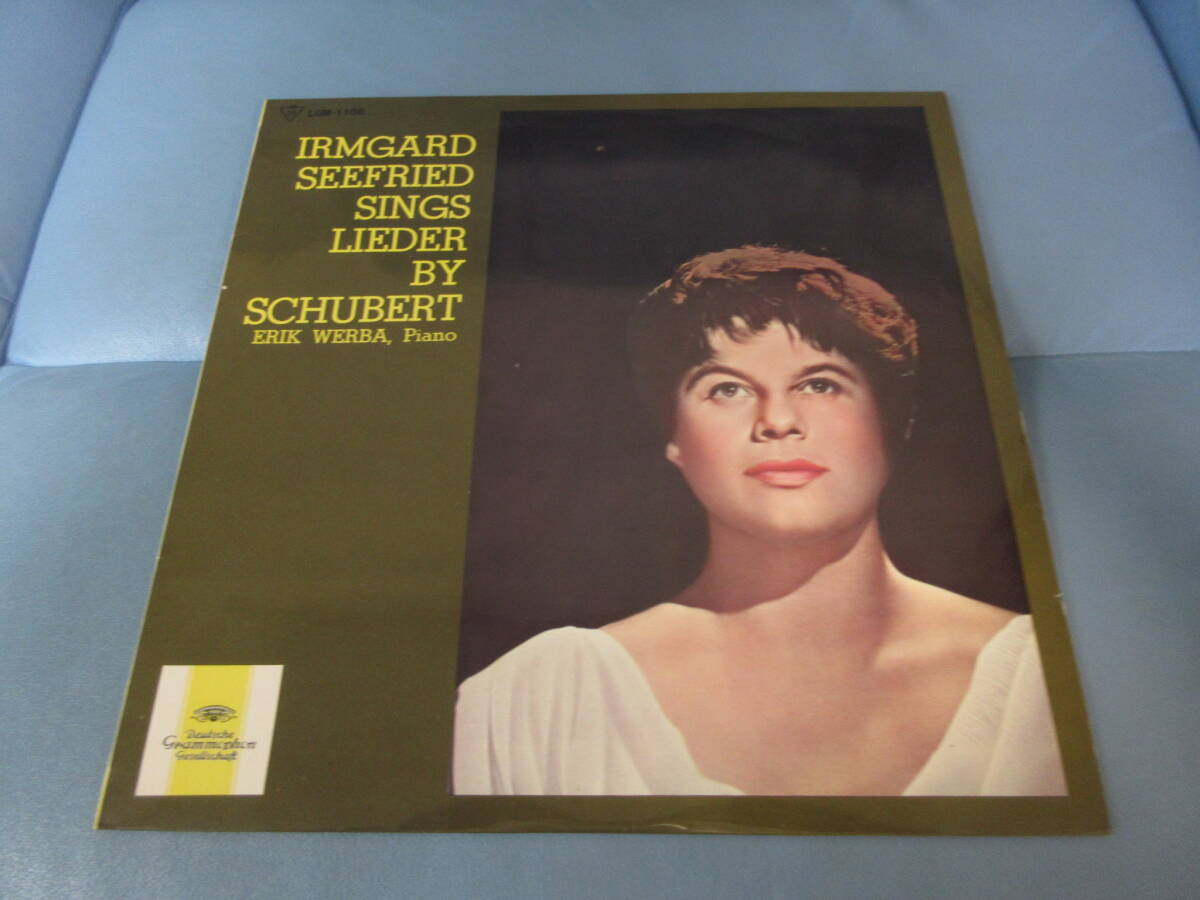 LGM-1108
IRMGARD
SEEFRIED
SINGS
LIEDER
BY
SCHUBERT
ERIK WERBA, Piano
Deutsche
Grammophon
Gesellschaft